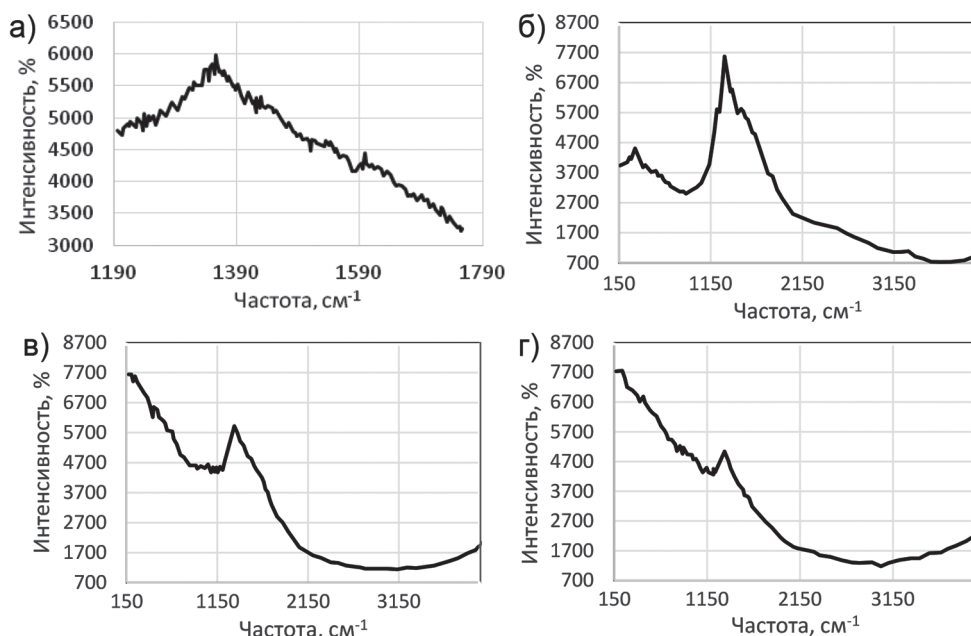 а)
Интенсивность, %
6500
6000
5500
5000
4500
4000
3500
3000
1190 1390 1590 1790
Частота, см-1
б)
Интенсивность, %
8700
7700
6700
5700
4700
3700
2700
1700
700
150 1150 2150 3150
Частота, см-1
в)
Интенсивность, %
8700
7700
6700
5700
4700
3700
2700
1700
700
150 1150 2150 3150
Частота, см-1
г)
Интенсивность, %
8700
7700
6700
5700
4700
3700
2700
1700
700
150 1150 2150 3150
Частота, см-1